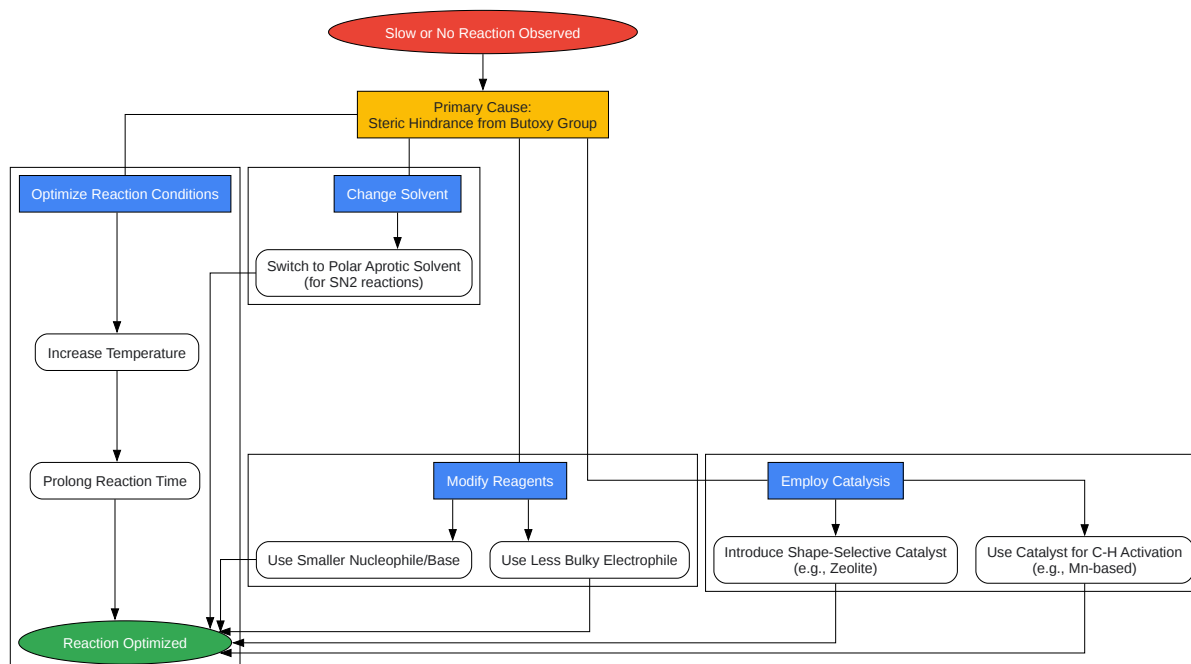 Slow or No Reaction Observed
Primary Cause:
Steric Hindrance from Butoxy Group
Optimize Reaction Conditions
Change Solvent
Switch to Polar Aprotic Solvent
(for SN2 reactions)
Increase Temperature
Prolong Reaction Time
Modify Reagents
Employ Catalysis
Use Smaller Nucleophile/Base
Use Less Bulky Electrophile
Introduce Shape-Selective Catalyst
(e.g., Zeolite)
Use Catalyst for C-H Activation
(e.g., Mn-based)
Reaction Optimized